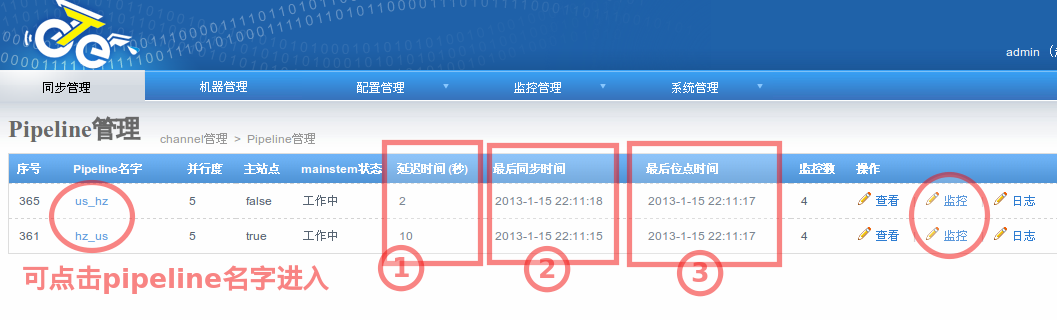 admin
同步管理 机器管理 配置管理 监控管理 系统管理
Pipeline管理 channel管理 > Pipeline管理
序号 Pipeline名字 并行度 主站点 mainstem状态 延迟时间(秒) 最后同步时间 最后位点时间 监控数 操作
365 us_hz 5 false 工作中 2 2013-1-15 22:11:18 2013-1-15 22:11:17 4 查看 监控 日志
361 hz_us 5 true 工作中 10 2013-1-15 22:11:15 2013-1-15 22:11:17 4 查看 监控 日志
① ② ③
可点击pipeline名字进入